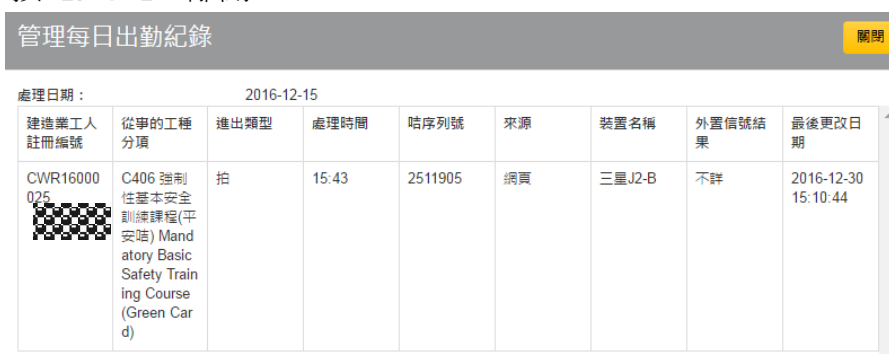 管理每日出勤紀錄
關閉
處理日期：
2016-12-15
建造業工人
註冊編號
從事的工種
分項
進出類型
處理時間
咭序列號
來源
裝置名稱
外置信號結
果
最後更改日
期
CWR16000
025
C406 強制
性基本安全
訓練課程(平
安咭) Mand
atory Basic
Safety Train
ing Course
(Green Car
d)
拍
15:43
2511905
網頁
三星J2-B
不詳
2016-12-30
15:10:44